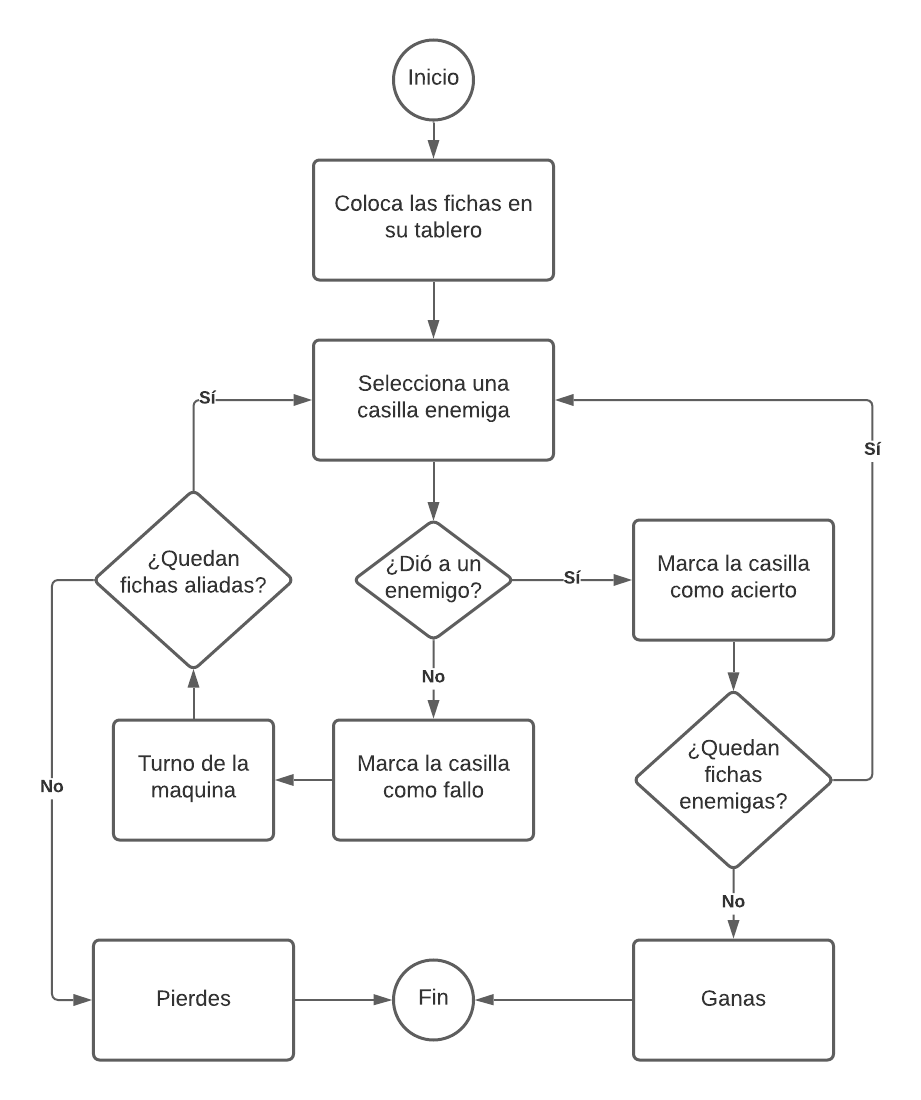 Inicio
Coloca las fichas en
su tablero
Selecciona una
casilla enemiga
Sí
Sí
¿Quedan
fichas aliadas?
¿Dió a un
enemigo?
Sí
Marca la casilla
como acierto
No
Turno de la
maquina
Marca la casilla
como fallo
¿Quedan
fichas
enemigas?
No
No
Pierdes
Fin
Ganas